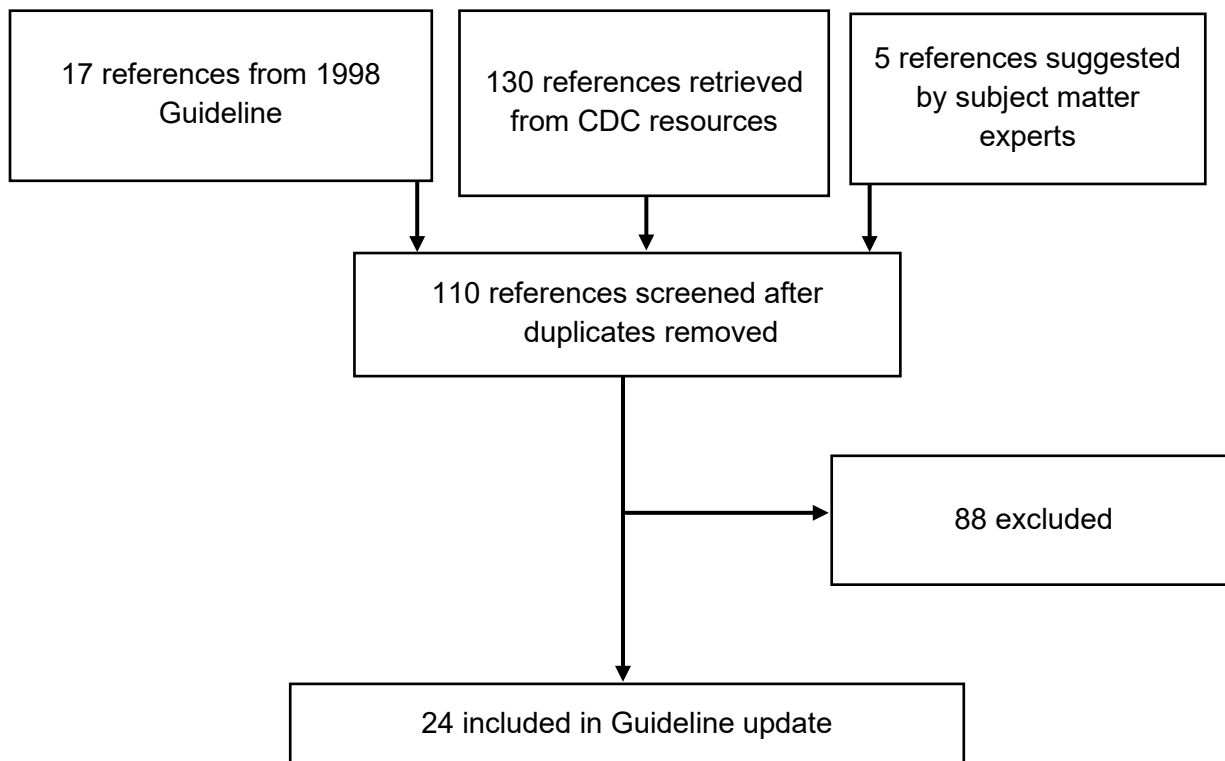 17 references from 1998
Guideline
130 references retrieved
from CDC resources
5 references suggested
by subject matter
experts
110 references screened after
duplicates removed
88 excluded
24 included in Guideline update